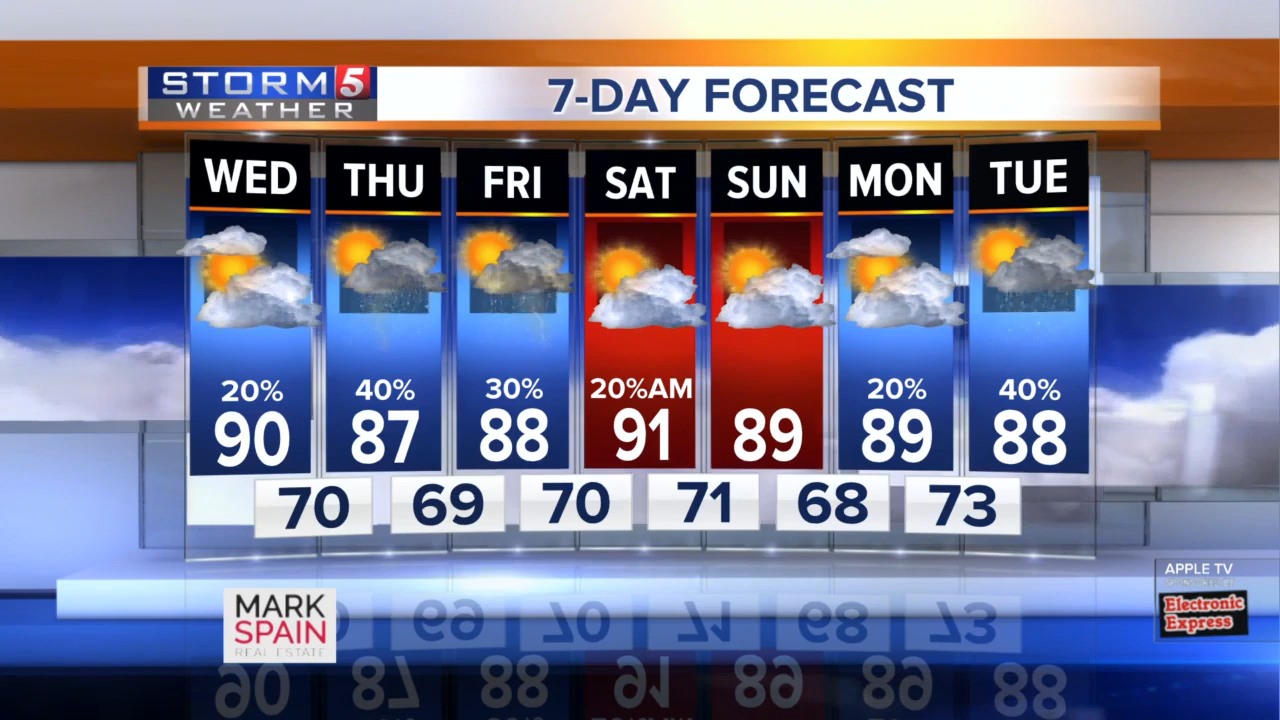 STORM 5
WEATHER
7-DAY FORECAST
WED THU FRI SAT SUN MON TUE
20% 40% 30% 20%AM 20% 40%
90 87 88 91 89 89 88
70 69 70 71 68 73
MARK
SPAIN
REAL ESTATE
APPLE TV
SPONSORED BY
Electronic
Express